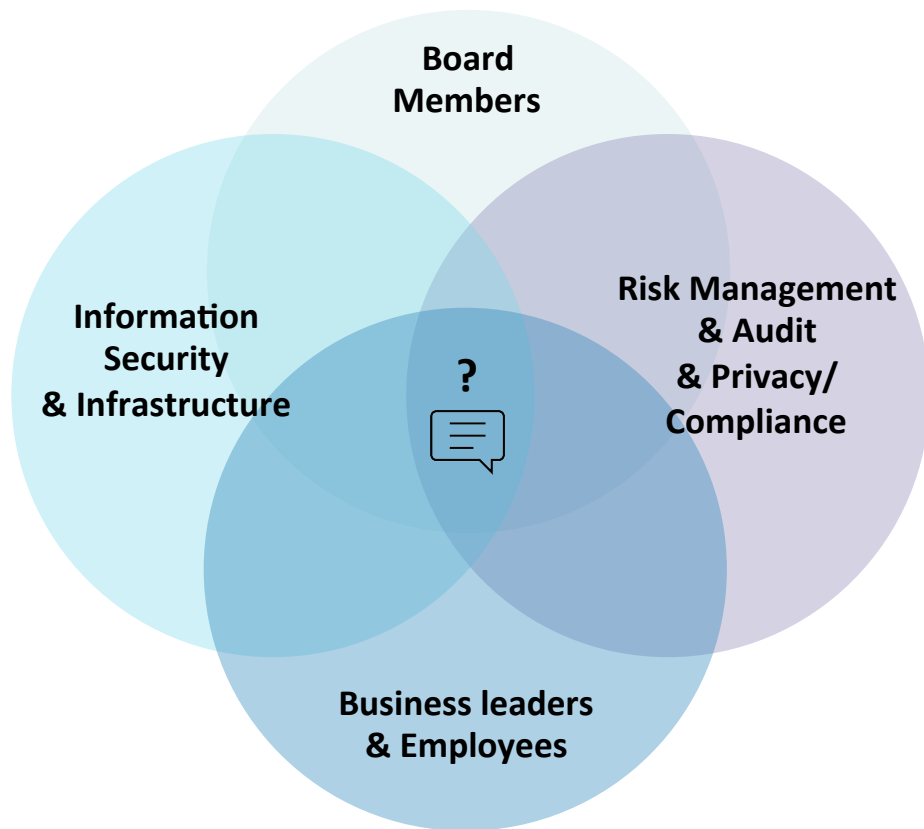 Board
Members
Information
Security
& Infrastructure
Risk Management
& Audit
& Privacy/
Compliance
?
Business leaders
& Employees